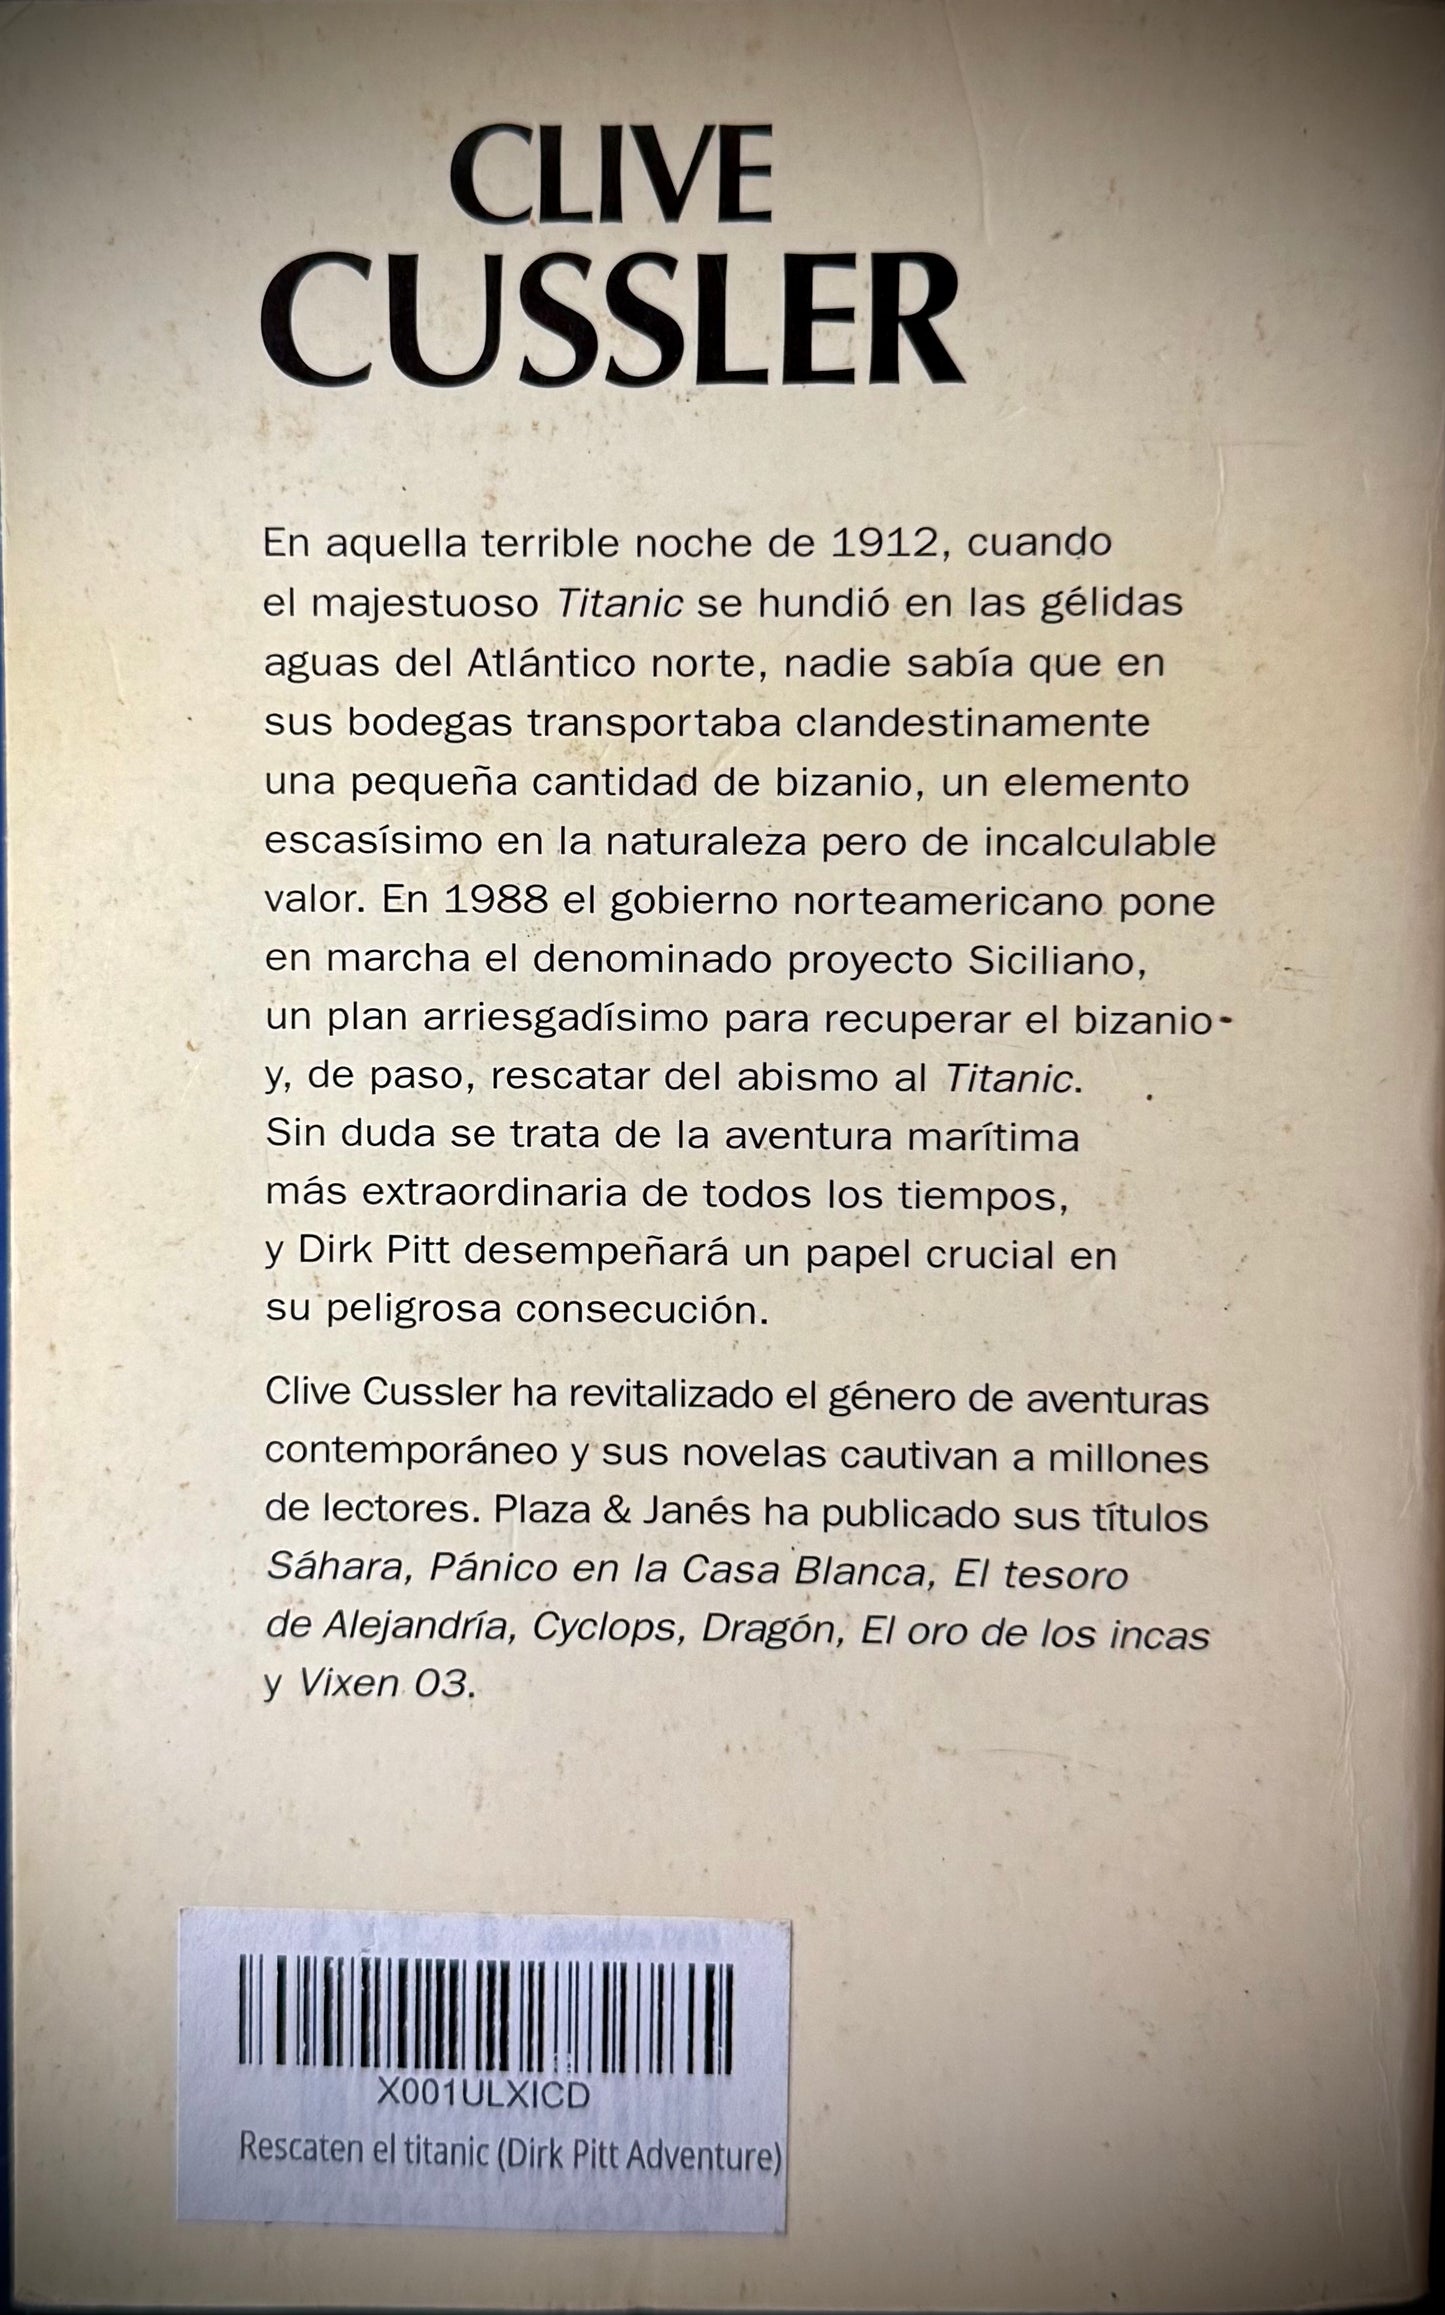 CLIVE
CUSSLER
En aquella terrible noche de 1912, cuando
el majestuoso Titanic se hundió en las gélidas
aguas del Atlántico norte, nadie sabía que en
sus bodegas transportaba clandestinamente
una pequeña cantidad de bizanio, un elemento
escasísimo en la naturaleza pero de incalculable
valor. En 1988 el gobierno norteamericano pone
en marcha el denominado proyecto Siciliano,
un plan arriesgadísimo para recuperar el bizanio
y, de paso, rescatar del abismo al Titanic.
Sin duda se trata de la aventura marítima
más extraordinaria de todos los tiempos,
y Dirk Pitt desempeñará un papel crucial en
su peligrosa consecución.
Clive Cussler ha revitalizado el género de aventuras
contemporáneo y sus novelas cautivan a millones
de lectores. Plaza & Janés ha publicado sus títulos
Sáhara, Pánico en la Casa Blanca, El tesoro
de Alejandría, Cyclops, Dragón, El oro de los incas
y Vixen 03.
X001ULXICD
Rescaten el titanic (Dirk Pitt Adventure)